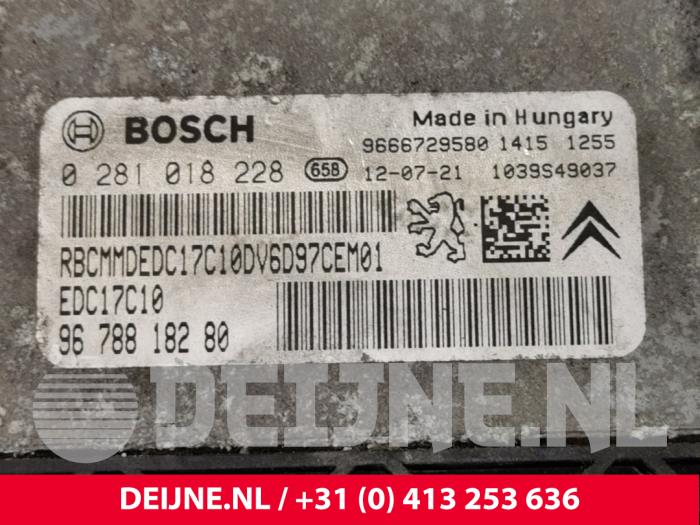 BOSCH
Made in Hungary
9666729580 1415 1255
0 281 018 228 658 12-07-21 1039S49037
RBCMMDEDC17C10DV6D97CEM01
EDC17C10
96 788 182 80
DEIJNE.NL
DEIJNE.NL / +31 (0) 413 253 636